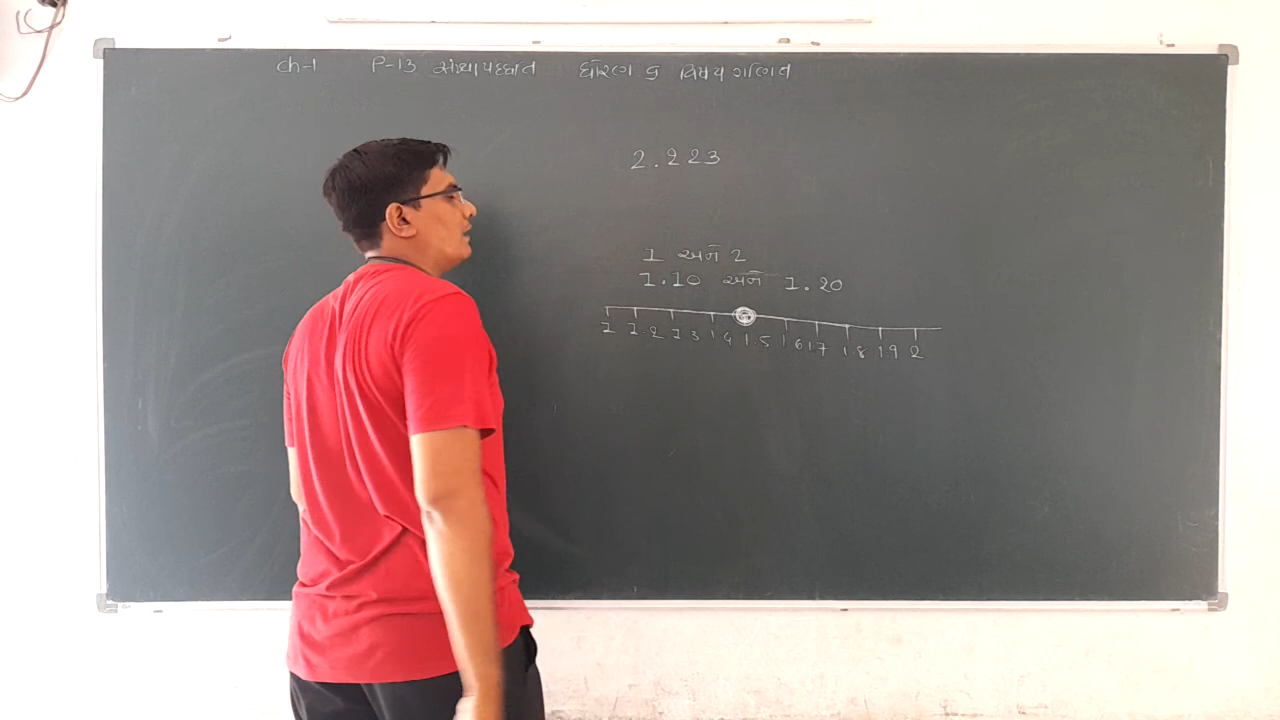 ch-1 P-13 સંખ્યા પદ્ધતિ ધોરણ ૬ વિષય ગણિત
2.223
1 અને 2
1.10 અને 1.20
1 1.2 1.3 1.4 1.5 1.6 1.7 1.8 1.9 2